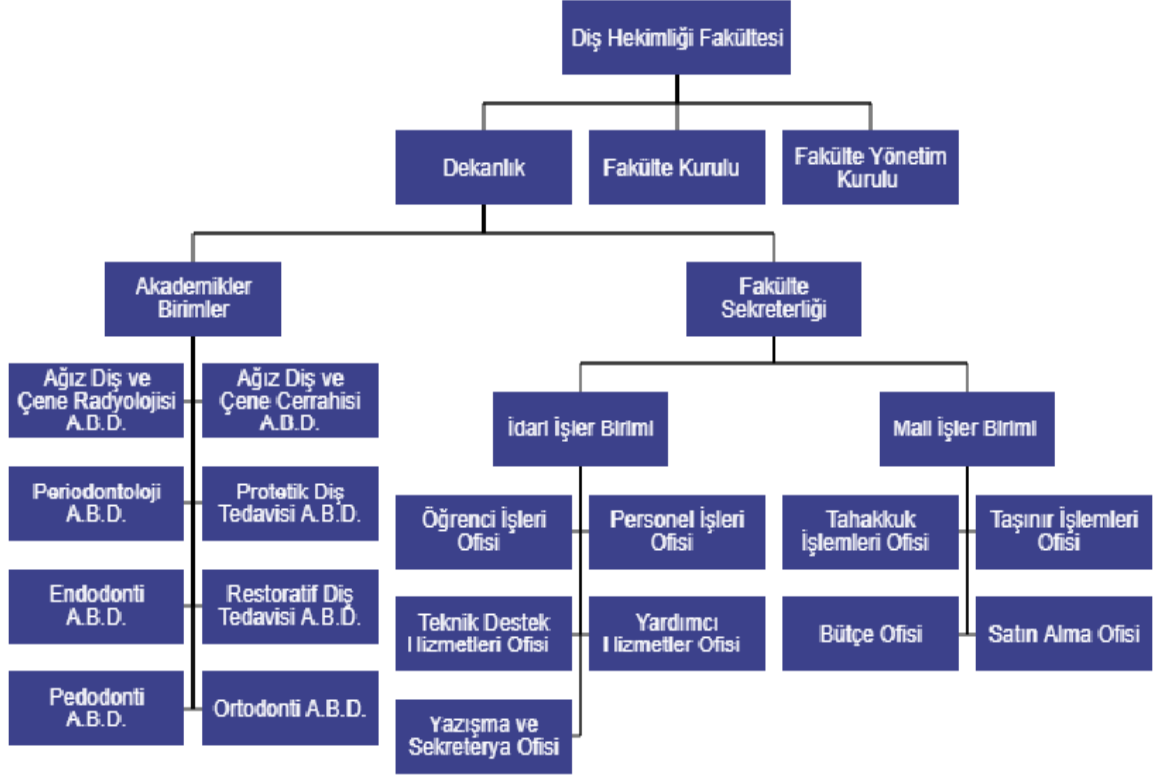 Diş Hekimliği Fakültesi
Dekanlık
Fakülte Kurulu
Fakülte Yönetim
Kurulu
Akademikler
Birimler
Fakülte
Sekreterliği
Ağız Diş ve
Çene Radyolojisi
A.B.D.
Ağız Diş ve
Çene Cerrahisi
A.B.D.
Periodontoloji
A.B.D.
Protetik Diş
Tedavisi A.B.D.
Endodonti
A.B.D.
Restoratif Diş
Tedavisi A.B.D.
Pedodonti
A.B.D.
Ortodonti A.B.D.
İdari İşler Birimi
Mali İşler Birimi
Öğrenci İşleri
Ofisi
Personel İşleri
Ofisi
Teknik Destek
Hizmetleri Ofisi
Yardımcı
Hizmetler Ofisi
Yazışma ve
Sekreterya Ofisi
Tahakkuk
İşlemleri Ofisi
Taşınır İşlemleri
Ofisi
Bütçe Ofisi
Satın Alma Ofisi